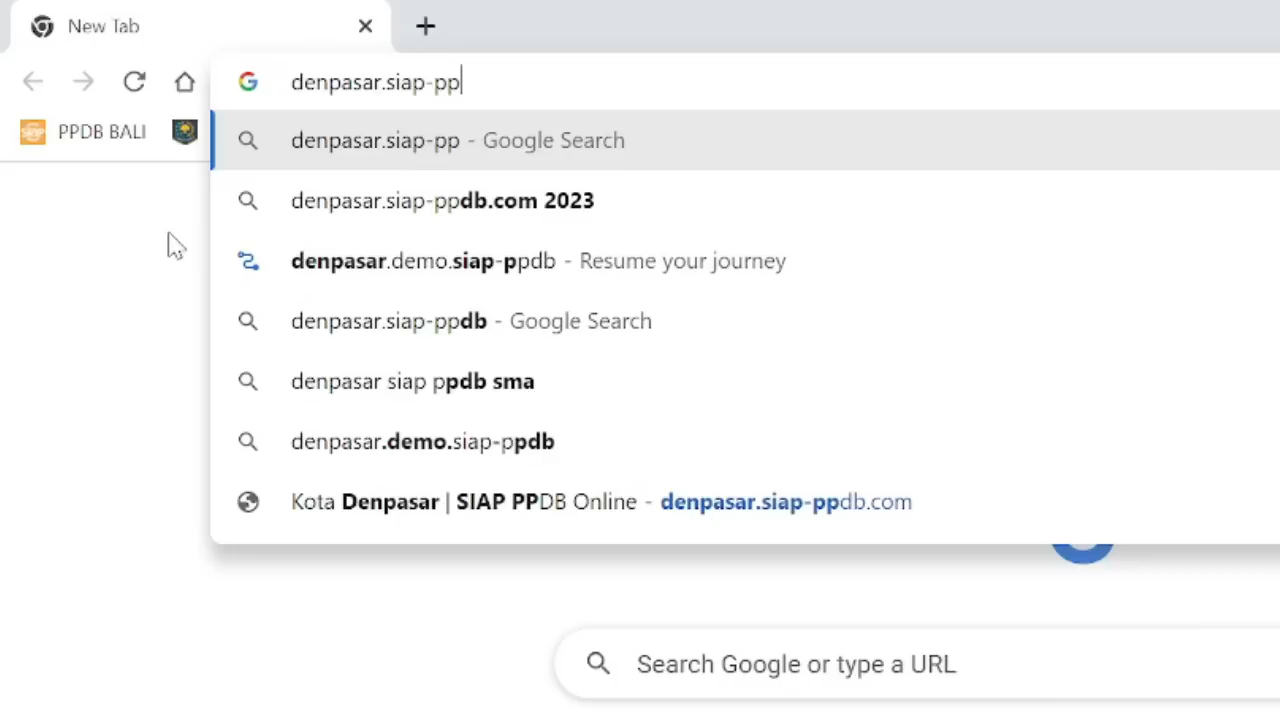 New Tab
denpasar.siap-pp
PPDB BALI
denpasar.siap-pp - Google Search
denpasar.siap-ppdb.com 2023
denpasar.demo.siap-ppdb - Resume your journey
denpasar.siap-ppdb - Google Search
denpasar siap ppdb sma
denpasar.demo.siap-ppdb
Kota Denpasar | SIAP PPDB Online - denpasar.siap-ppdb.com
Search Google or type a URL